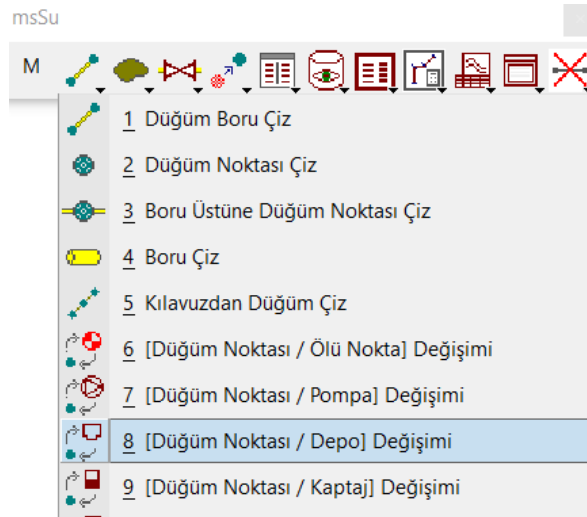 msSu
M
1 Düğüm Boru Çiz
2 Düğüm Noktası Çiz
3 Boru Üstüne Düğüm Noktası Çiz
4 Boru Çiz
5 Kılavuzdan Düğüm Çiz
6 [Düğüm Noktası / Ölü Nokta] Değişimi
7 [Düğüm Noktası / Pompa] Değişimi
8 [Düğüm Noktası / Depo] Değişimi
9 [Düğüm Noktası / Kaptaj] Değişimi